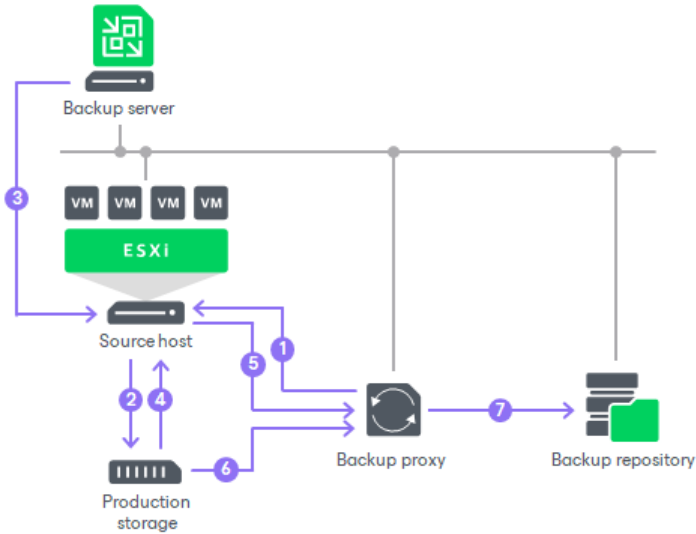 Backup server
3
VM VM VM VM
ESXi
Source host
1
5
2 4
7
Backup proxy
Backup repository
6
Production
storage